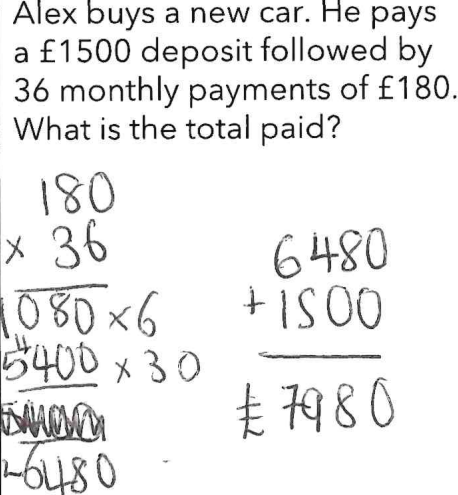 Alex buys a new car. He pays
a £1500 deposit followed by
36 monthly payments of £180.
What is the total paid?
180
× 36
1080 ×6
5400 × 30
6480
6480
+ 1500
£ 7980